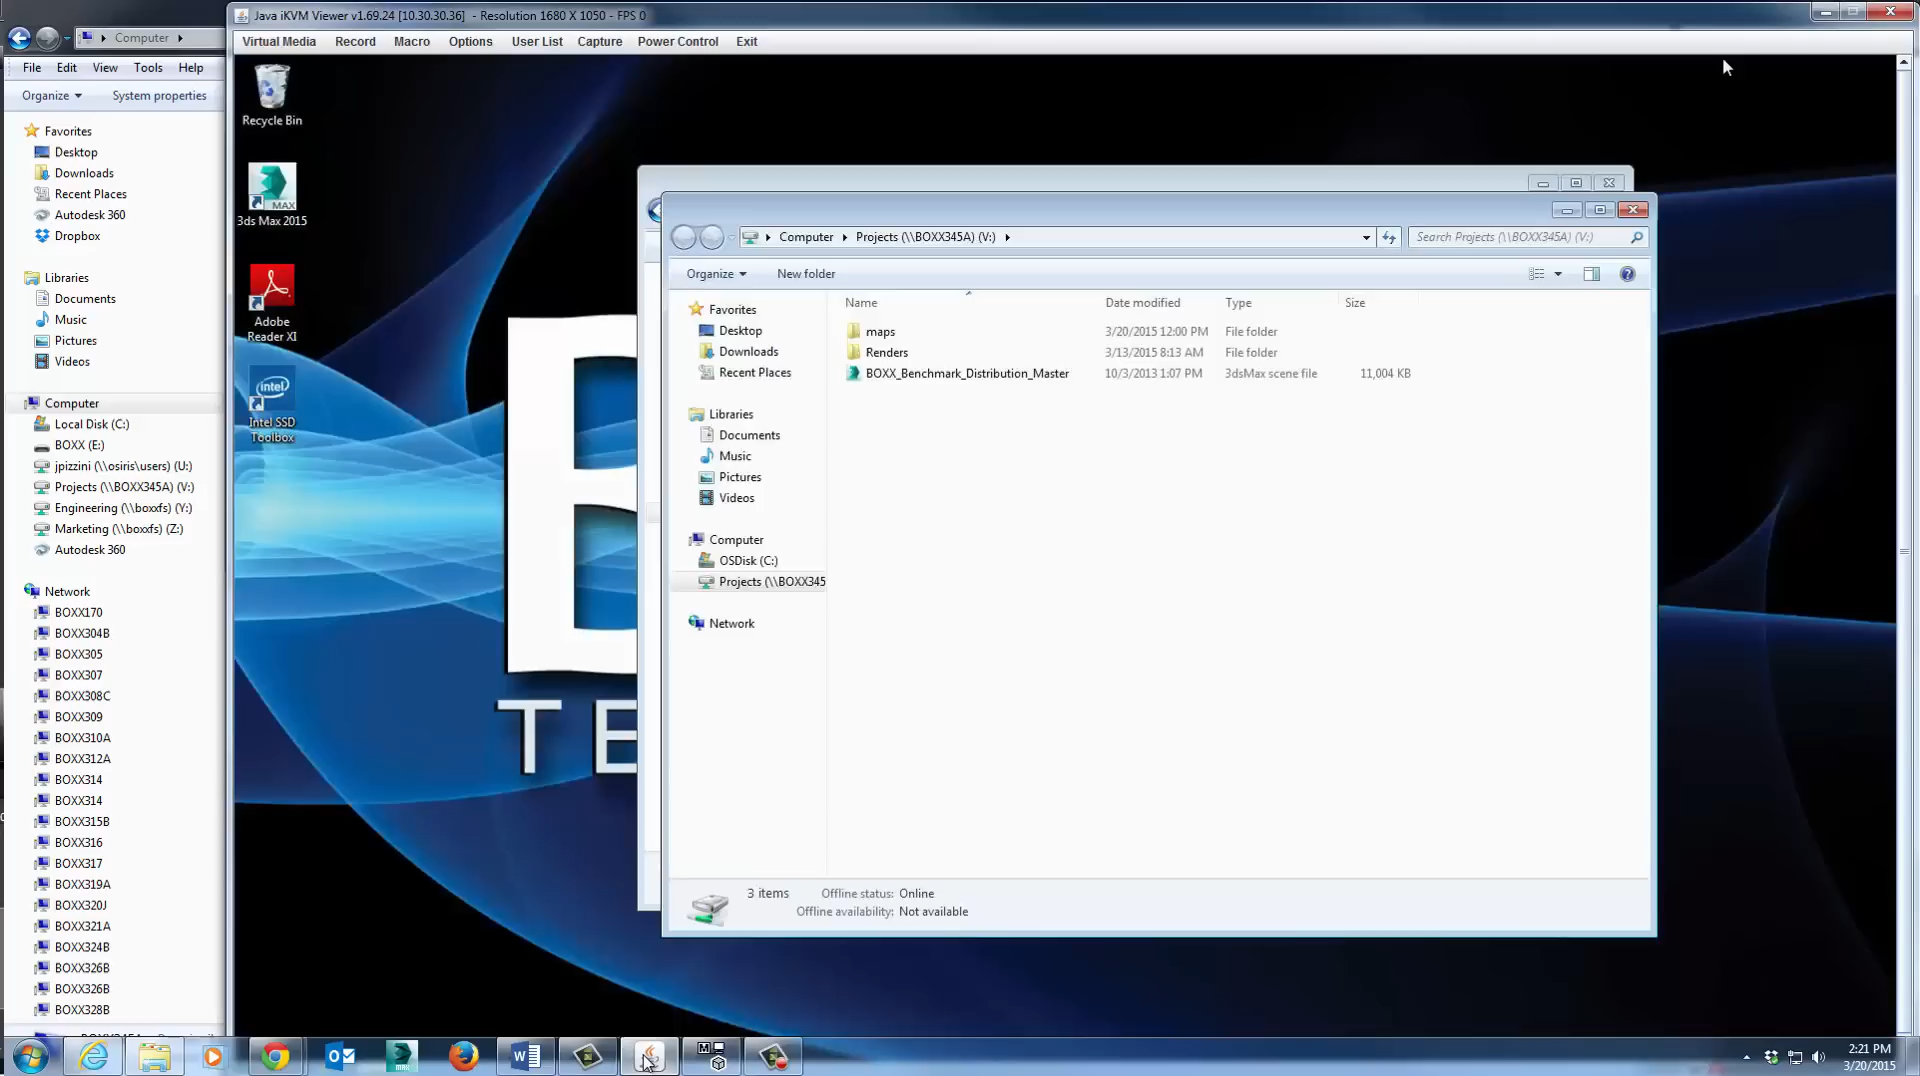 Java iKVM Viewer v1.69.24 [10.30.30.36] - Resolution 1680 X 1050 - FPS 0
Virtual Media Record Macro Options User List Capture Power Control Exit
Computer
File Edit View Tools Help
Organize System properties
Favorites
Desktop
Downloads
Recent Places
Autodesk 360
Dropbox
Libraries
Documents
Music
Pictures
Videos
Computer
Local Disk (C:)
BOXX (E:)
jpizzini (\\osiris\users) (U:)
Projects (\\BOXX345A) (V:)
Engineering (\\boxxfs) (Y:)
Marketing (\\boxxfs) (Z:)
Autodesk 360
Network
BOXX170
BOXX304B
BOXX305
BOXX307
BOXX308C
BOXX309
BOXX310A
BOXX312A
BOXX314
BOXX314
BOXX315B
BOXX316
BOXX317
BOXX319A
BOXX320J
BOXX321A
BOXX324B
BOXX326B
BOXX326B
BOXX328B
Recycle Bin
MAX
3ds Max 2015
Adobe
Reader XI
intel
Intel SSD
Toolbox
B
TE
Computer Projects (\\BOXX345A) (V:)
Search Projects (\\BOXX345A) (V:)
Organize New folder
Favorites
Desktop
Downloads
Recent Places
Libraries
Documents
Music
Pictures
Videos
Computer
OSDisk (C:)
Projects (\\BOXX345
Network
Name Date modified Type Size
maps 3/20/2015 12:00 PM File folder
Renders 3/13/2015 8:13 AM File folder
BOXX_Benchmark_Distribution_Master 10/3/2013 1:07 PM 3dsMax scene file 11,004 KB
3 items Offline status: Online
Offline availability: Not available
MAX
2:21 PM
3/20/2015